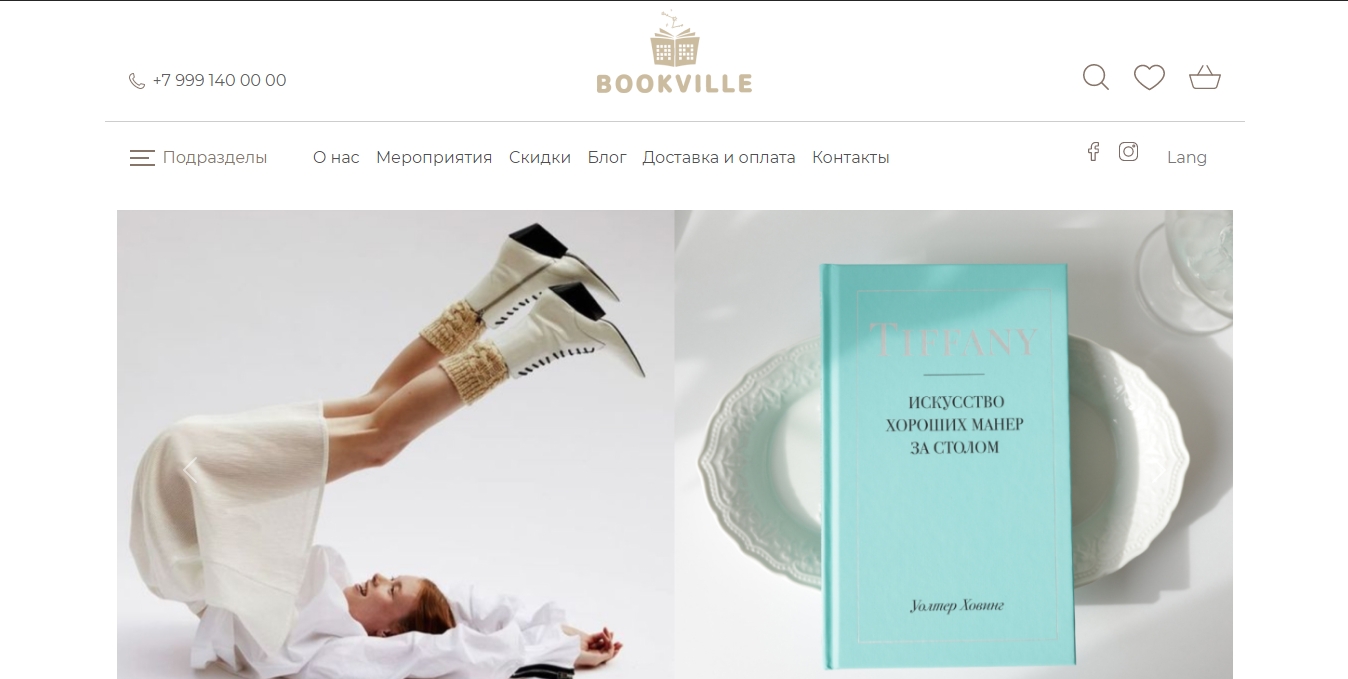 BOOKVILLE
+7 999 140 00 00
Подразделы О нас Мероприятия Скидки Блог Доставка и оплата Контакты Lang
TIFFANY
ИСКУССТВО
ХОРОШИХ МАНЕР
ЗА СТОЛОМ
Уолтер Ховинг